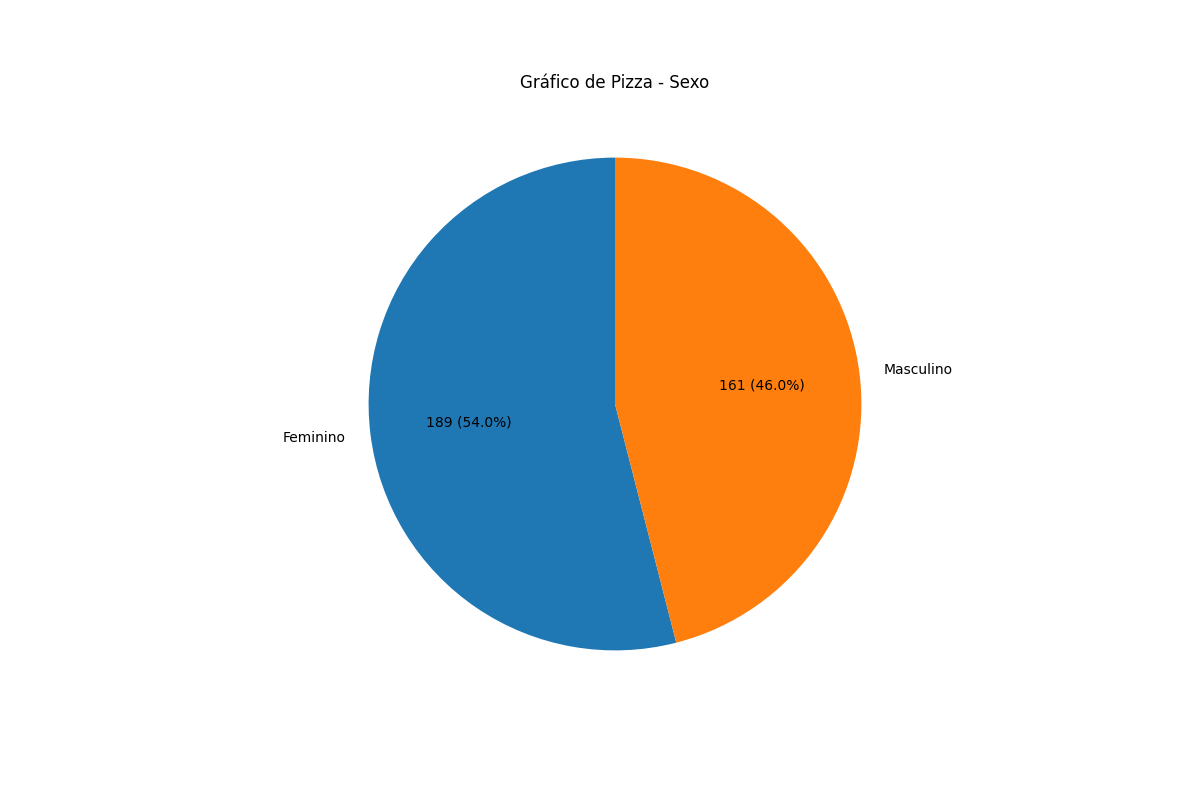 Gráfico de Pizza - Sexo
Masculino
161 (46.0%)
189 (54.0%)
Feminino